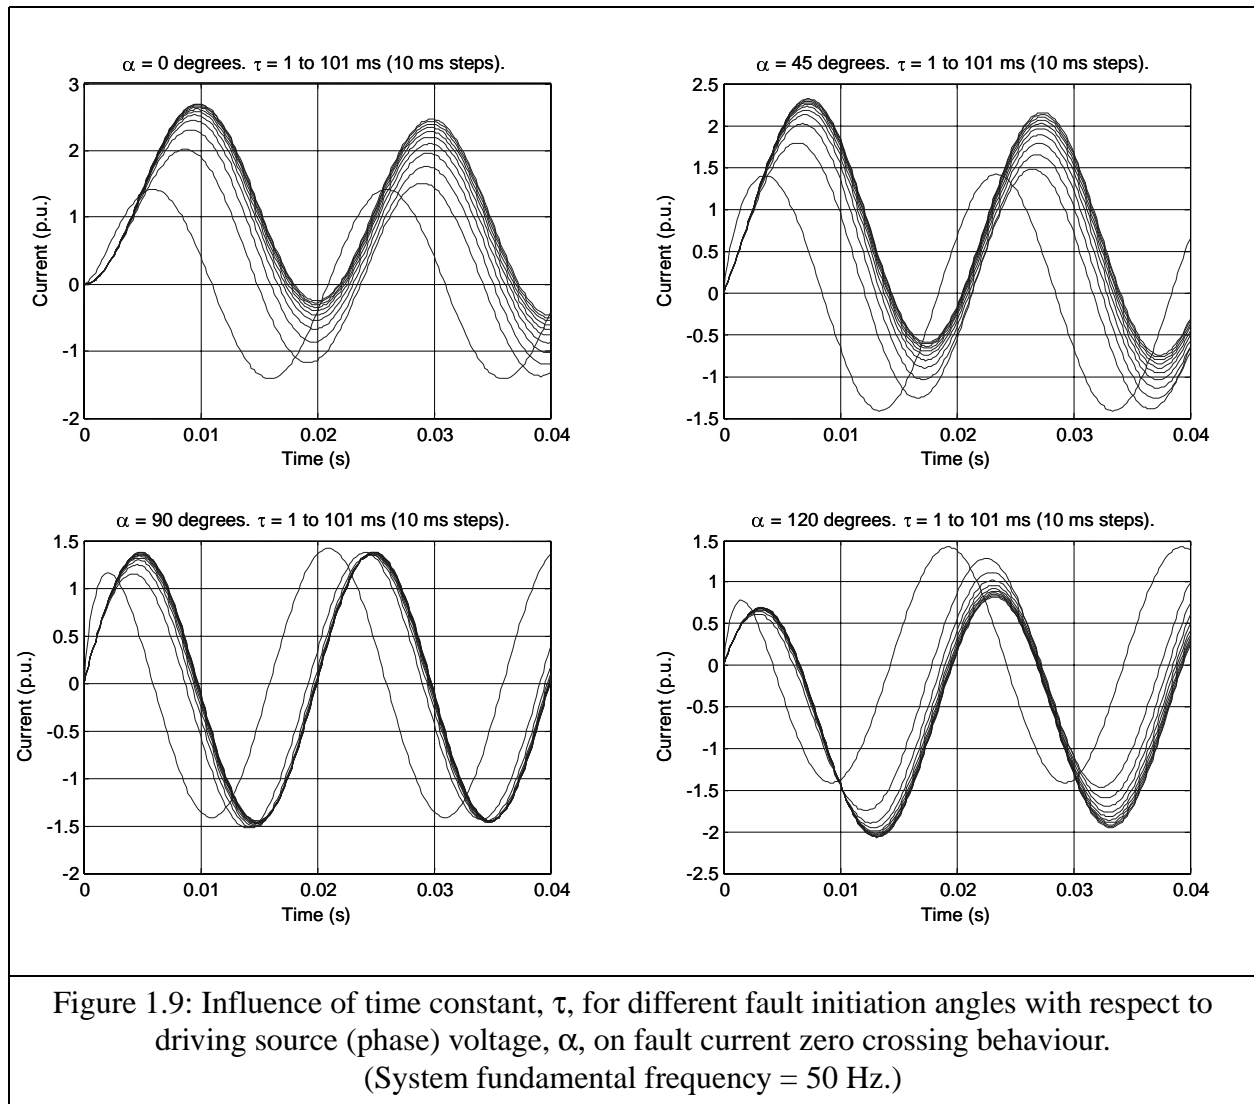 α = 0 degrees. τ = 1 to 101 ms (10 ms steps).
3
2
1
0
-1
-2
Current (p.u.)
0 0.01 0.02 0.03 0.04
Time (s)
α = 45 degrees. τ = 1 to 101 ms (10 ms steps).
2.5
2
1.5
1
0.5
0
-0.5
-1
-1.5
Current (p.u.)
0 0.01 0.02 0.03 0.04
Time (s)
α = 90 degrees. τ = 1 to 101 ms (10 ms steps).
1.5
1
0.5
0
-0.5
-1
-1.5
-2
Current (p.u.)
0 0.01 0.02 0.03 0.04
Time (s)
α = 120 degrees. τ = 1 to 101 ms (10 ms steps).
1.5
1
0.5
0
-0.5
-1
-1.5
-2
-2.5
Current (p.u.)
0 0.01 0.02 0.03 0.04
Time (s)
Figure 1.9: Influence of time constant, τ, for different fault initiation angles with respect to
driving source (phase) voltage, α, on fault current zero crossing behaviour.
(System fundamental frequency = 50 Hz.)